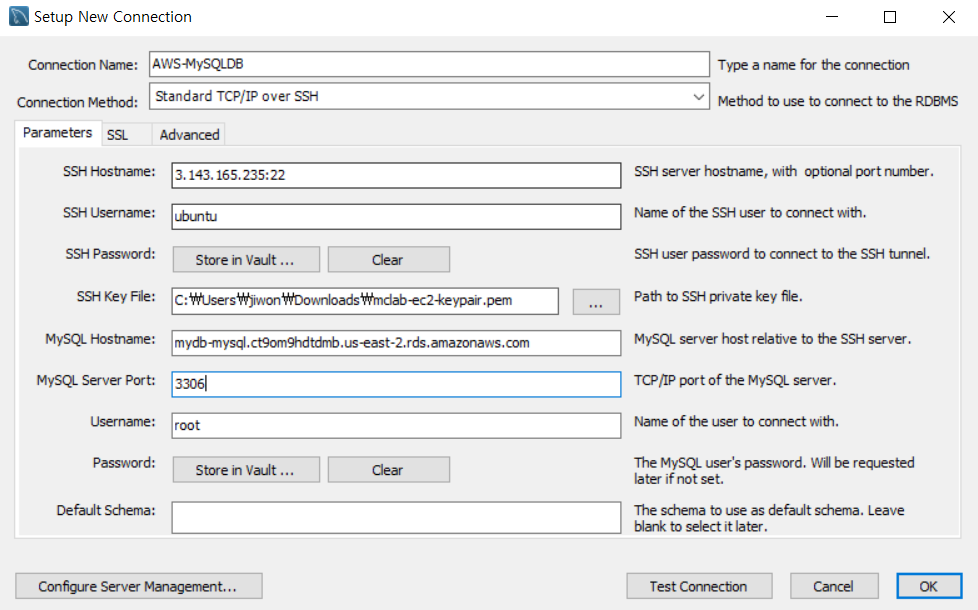 Setup New Connection
Connection Name: AWS-MySQLDB Type a name for the connection
Connection Method: Standard TCP/IP over SSH Method to use to connect to the RDBMS
Parameters SSL Advanced
SSH Hostname: 3.143.165.235:22 SSH server hostname, with optional port number.
SSH Username: ubuntu Name of the SSH user to connect with.
SSH Password: Store in Vault ... Clear SSH user password to connect to the SSH tunnel.
SSH Key File: C:₩Users₩jiwon₩Downloads₩mclab-ec2-keypair.pem ... Path to SSH private key file.
MySQL Hostname: mydb-mysql.ct9om9hdtdmb.us-east-2.rds.amazonaws.com MySQL server host relative to the SSH server.
MySQL Server Port: 3306 TCP/IP port of the MySQL server.
Username: root Name of the user to connect with.
Password: Store in Vault ... Clear The MySQL user's password. Will be requested
later if not set.
Default Schema: The schema to use as default schema. Leave
blank to select it later.
Configure Server Management... Test Connection Cancel OK